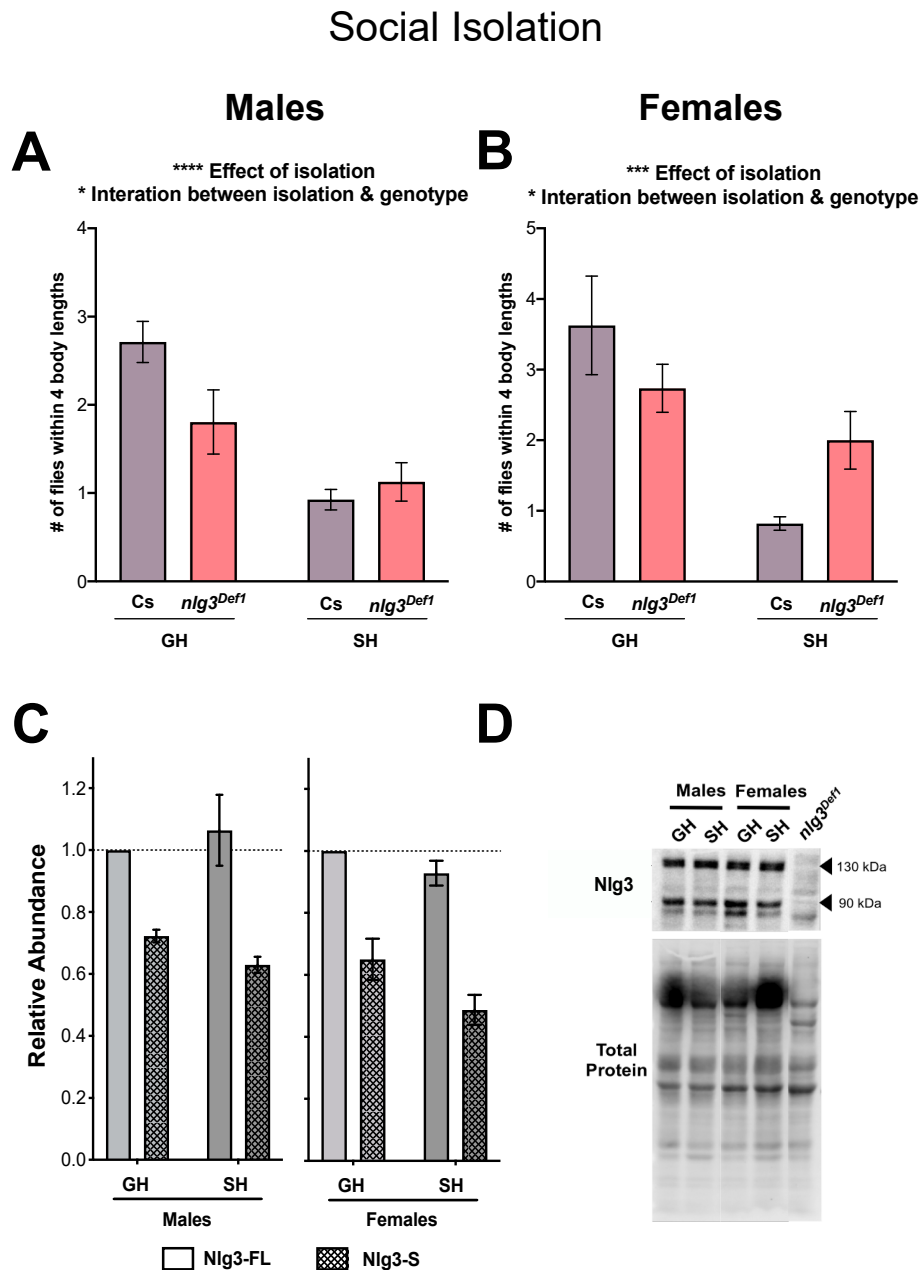 Social Isolation
Males
Females
A
**** Effect of isolation
* Interation between isolation & genotype
# of flies within 4 body lengths
4
3
2
1
0
Cs
nlg3Def1
Cs
nlg3Def1
GH
SH
B
*** Effect of isolation
* Interation between isolation & genotype
# of flies within 4 body lengths
5
4
3
2
1
0
Cs
nlg3Def1
Cs
nlg3Def1
GH
SH
C
Relative Abundance
1.2
1.0
0.8
0.6
0.4
0.2
0.0
GH
SH
GH
SH
Males
Females
Nlg3-FL
Nlg3-S
D
Males
Females
GH
SH
GH
SH
nlg3Def1
Nlg3
130 kDa
90 kDa
Total
Protein